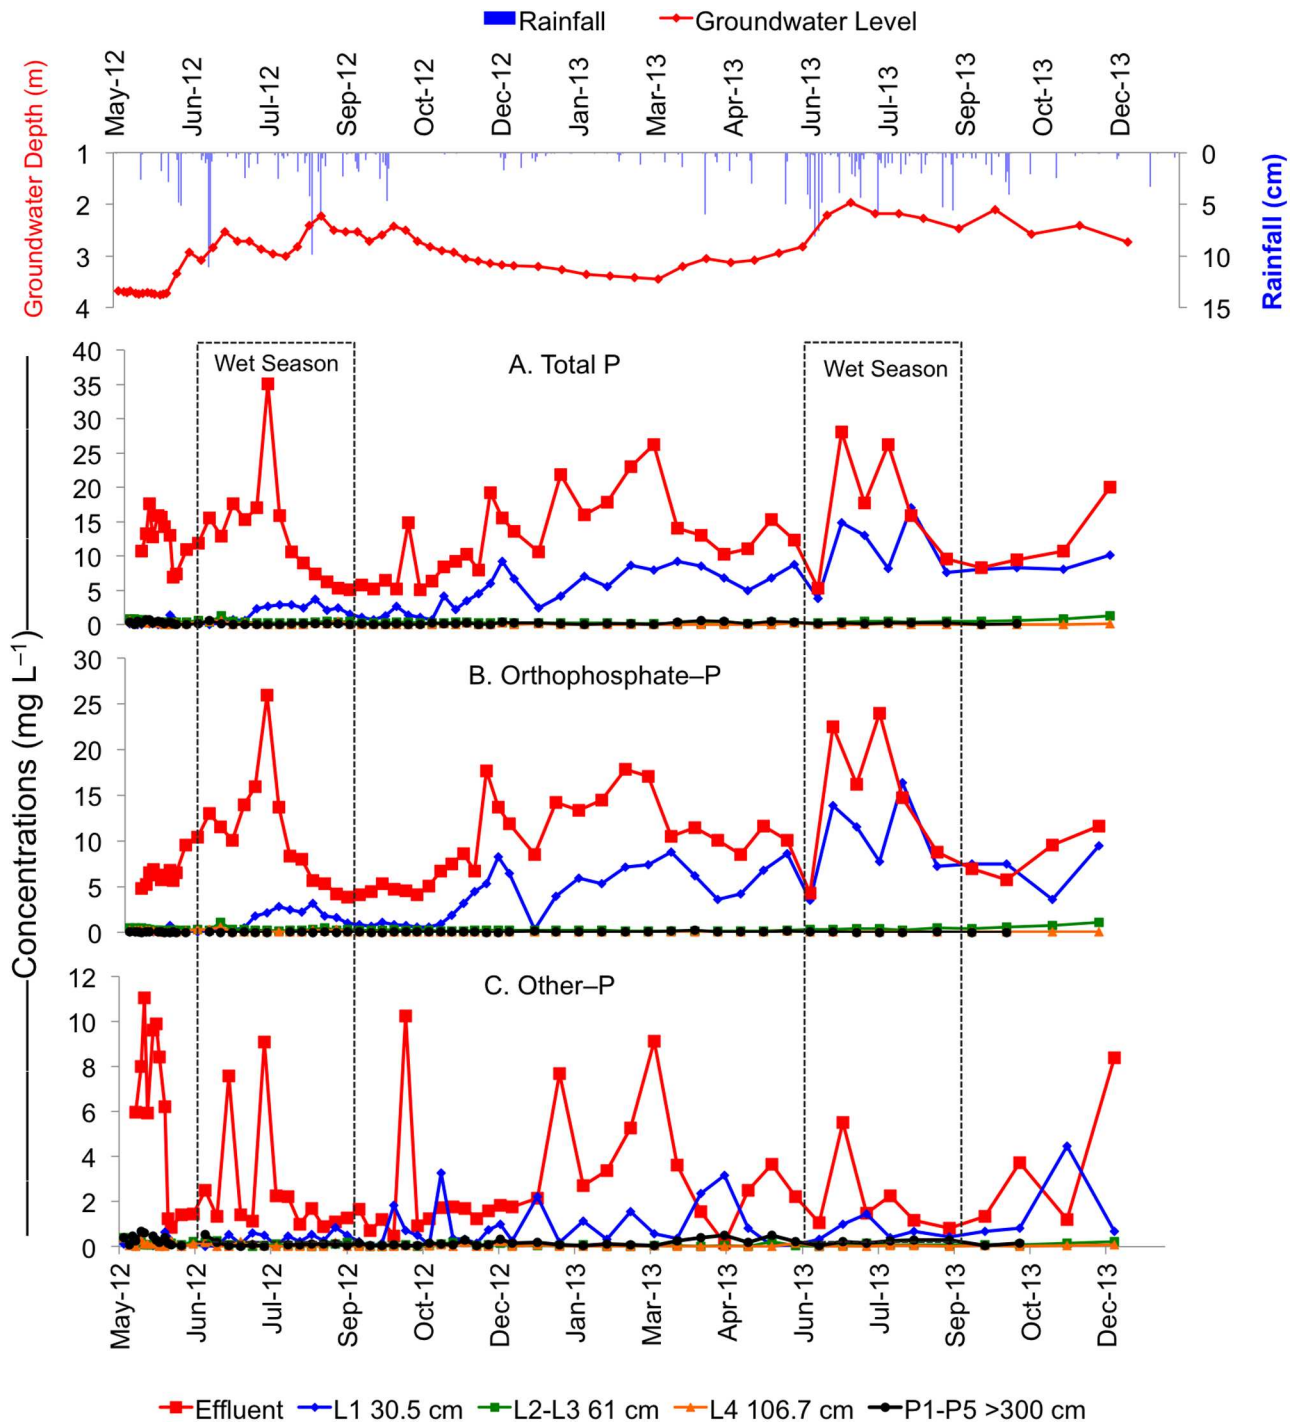 Rainfall Groundwater Level
May-12 Jun-12 Jul-12 Sep-12 Oct-12 Dec-12 Jan-13 Mar-13 Apr-13 Jun-13 Jul-13 Sep-13 Oct-13 Dec-13
Groundwater Depth (m)
1
2
3
4
0
5
10
15
Rainfall (cm)
Concentrations (mg L⁻¹)
A. Total P
Wet Season
Wet Season
40
35
30
25
20
15
10
5
0
B. Orthophosphate–P
30
25
20
15
10
5
0
C. Other–P
12
10
8
6
4
2
0
May-12 Jun-12 Jul-12 Sep-12 Oct-12 Dec-12 Jan-13 Mar-13 Apr-13 Jun-13 Jul-13 Sep-13 Oct-13 Dec-13
Effluent L1 30.5 cm L2-L3 61 cm L4 106.7 cm P1-P5 >300 cm